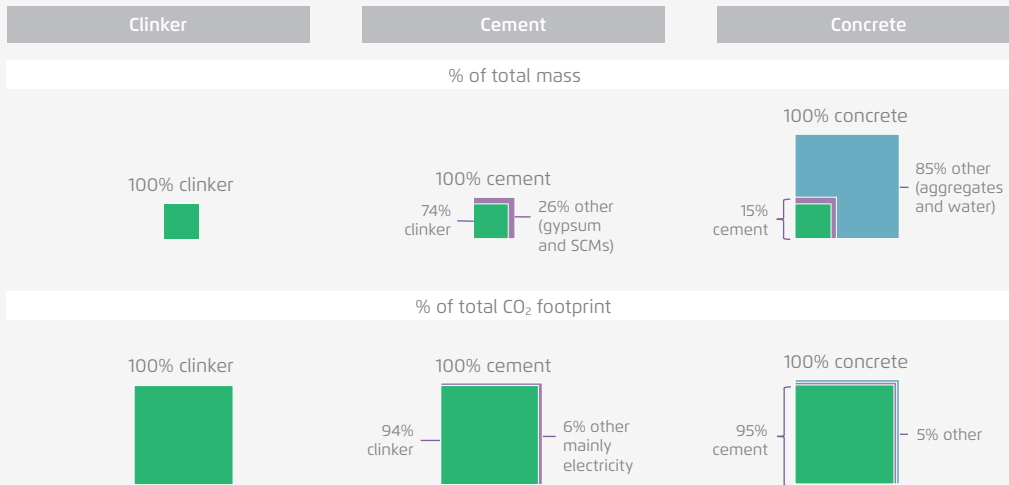 Clinker
Cement
Concrete
% of total mass
100% clinker
100% cement
74%
clinker
26% other
(gypsum
and SCMs)
100% concrete
15%
cement
85% other
(aggregates
and water)
% of total CO₂ footprint
100% clinker
100% cement
94%
clinker
6% other
mainly
electricity
100% concrete
95%
cement
5% other